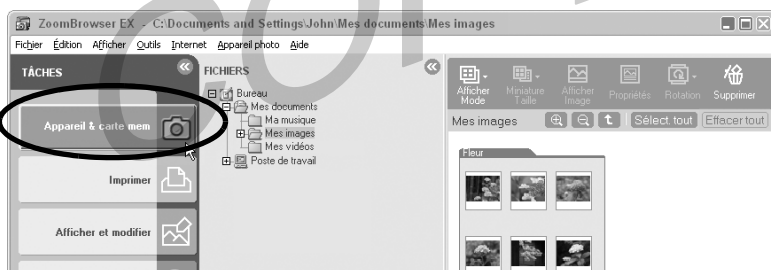 ZoomBrowser EX - C:\Documents and Settings\John\Mes documents\Mes images
Fichier Édition Afficher Outils Internet Appareil photo Aide
TÂCHES
Appareil & carte mem
Imprimer
Afficher et modifier
FICHIERS
Bureau
Mes documents
Ma musique
Mes images
Mes vidéos
Poste de travail
Afficher Mode
Miniature Taille
Afficher Image
Propriétés
Rotation
Supprimer
Mes images
Sélect. tout
Effacer tout
Fleur